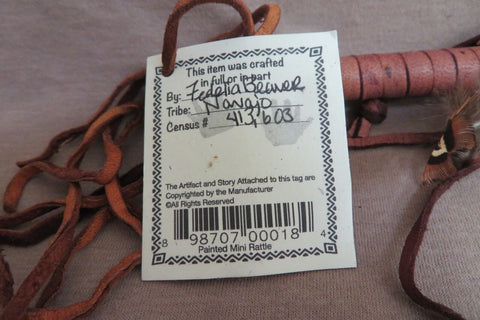 This item was crafted
in full or in part
By: Fedelia Beaver
Tribe: Navajo
Census # 413,603
The Artifact and Story Attached to this tag are
Copyrighted by the Manufacturer
©All Rights Reserved
8 98707 00018 4
Painted Mini Rattle